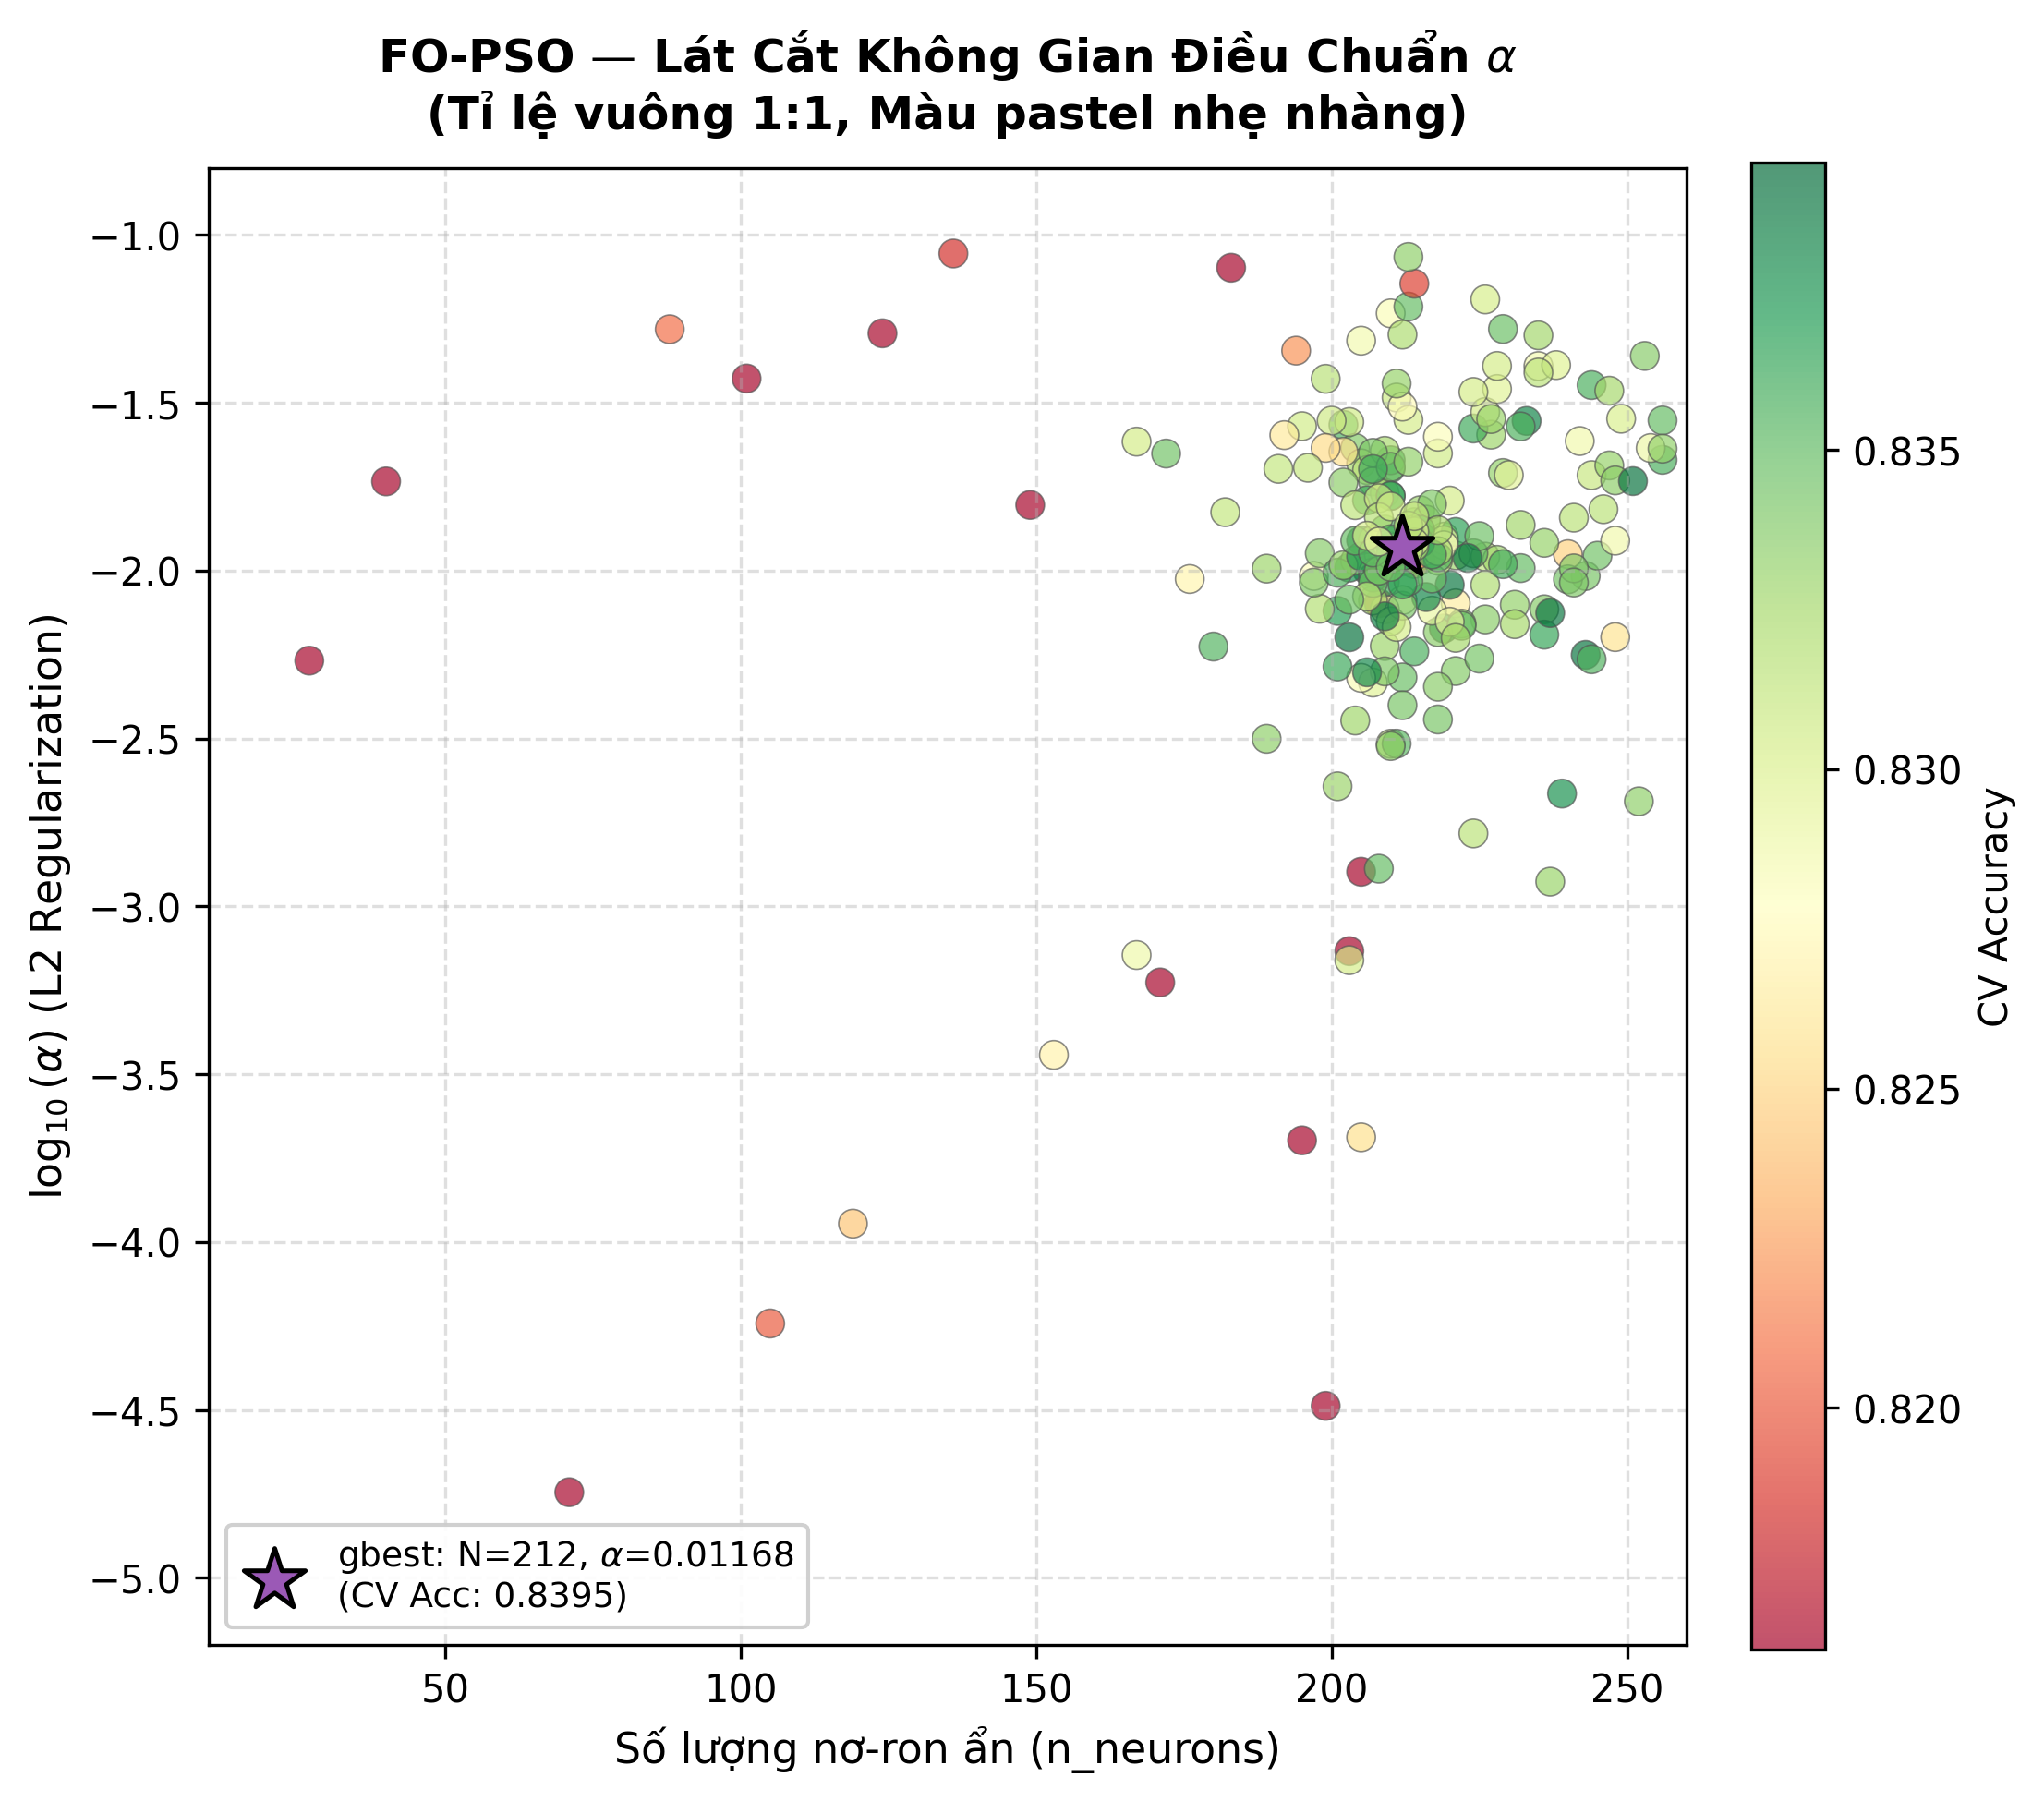 FO-PSO — Lát Cắt Không Gian Điều Chuẩn α
(Tỉ lệ vuông 1:1, Màu pastel nhẹ nhàng)
−1.0
−1.5
−2.0
−2.5
−3.0
−3.5
−4.0
−4.5
−5.0
log₁₀(α) (L2 Regularization)
gbest: N=212, α=0.01168
(CV Acc: 0.8395)
50
100
150
200
250
Số lượng nơ-ron ẩn (n_neurons)
0.835
0.830
0.825
0.820
CV Accuracy